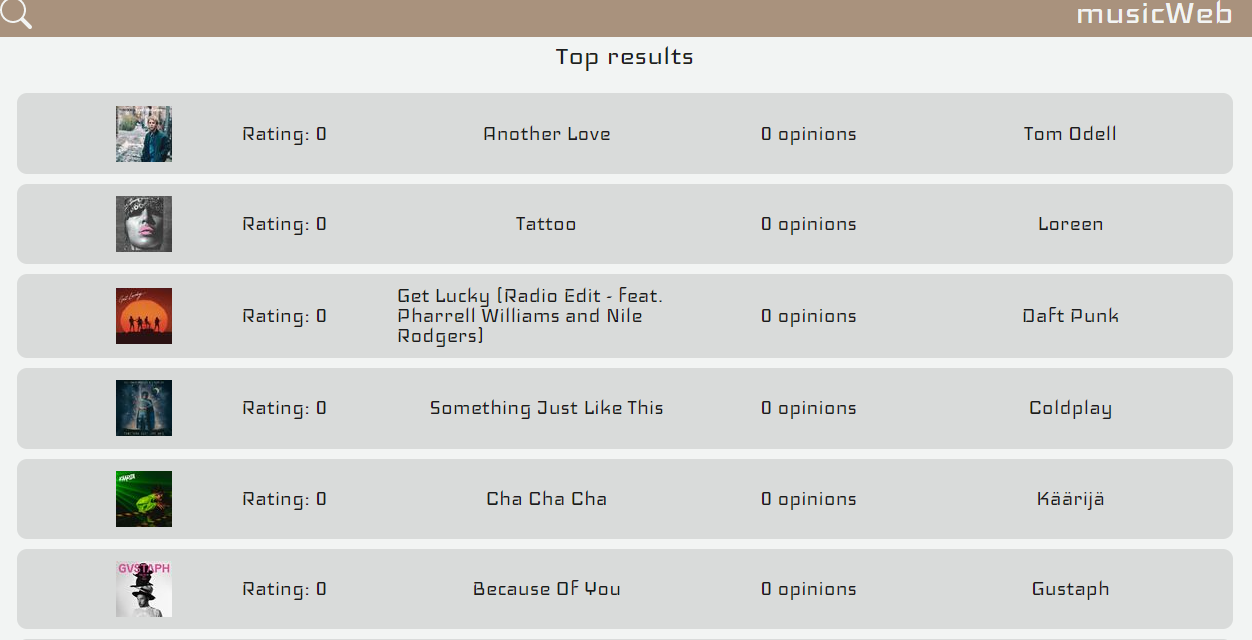 musicWeb
Top results
Rating: 0 Another Love 0 opinions Tom Odell
Rating: 0 Tattoo 0 opinions Loreen
Get Lucky
Rating: 0 Get Lucky (Radio Edit - feat.
Pharrell Williams and Nile
Rodgers) 0 opinions Daft Punk
Rating: 0 Something Just Like This 0 opinions Coldplay
Rating: 0 Cha Cha Cha 0 opinions Käärijä
GUSTAPH
Rating: 0 Because Of You 0 opinions Gustaph